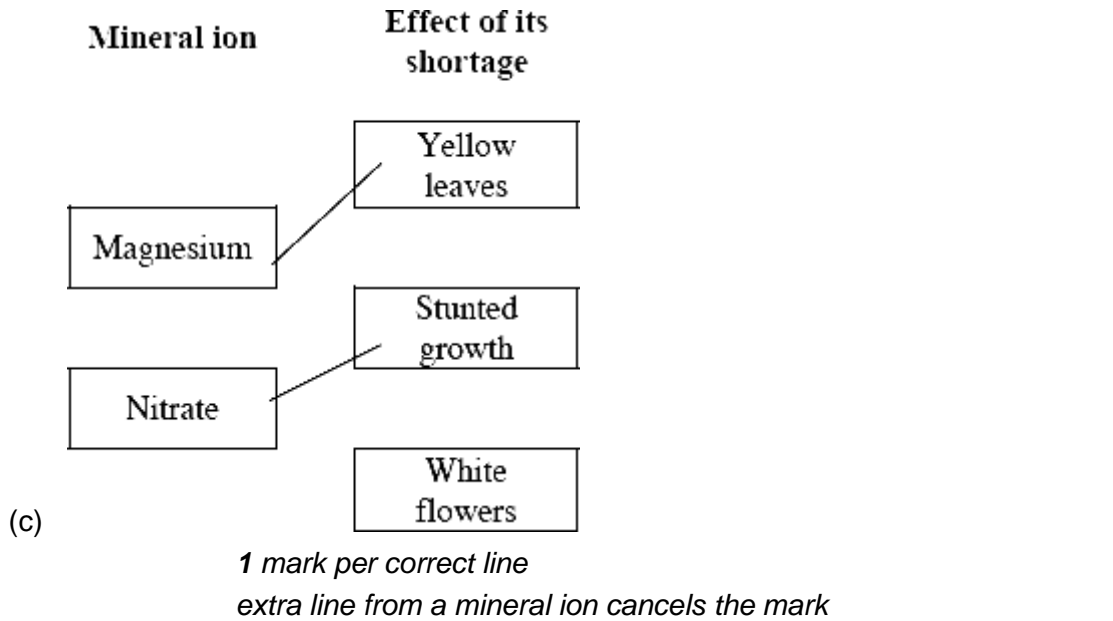 Mineral ion
Effect of its
shortage
Yellow
leaves
Magnesium
Stunted
growth
Nitrate
White
flowers
(c)
1 mark per correct line
extra line from a mineral ion cancels the mark